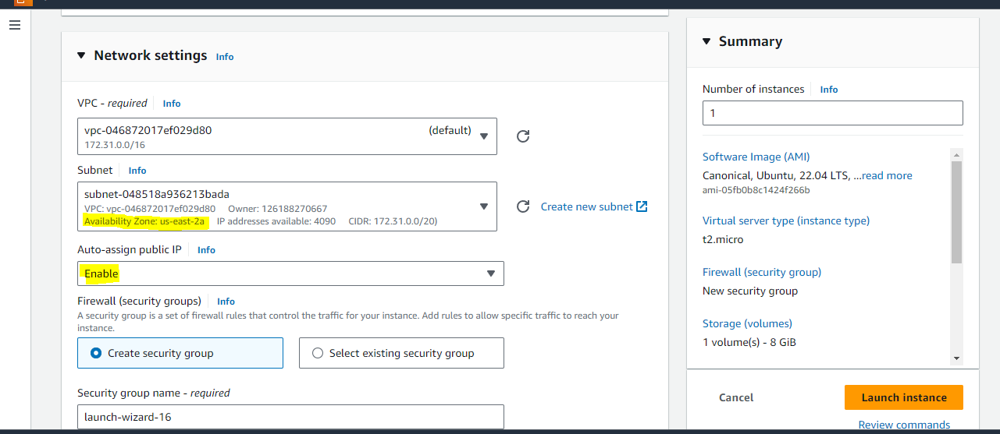 Network settings Info
VPC - required Info
vpc-046872017ef029d80 (default)
172.31.0.0/16
Subnet Info
subnet-048518a936213bada
VPC: vpc-046872017ef029d80 Owner: 126188270667
Availability Zone: us-east-2a IP addresses available: 4090 CIDR: 172.31.0.0/20)
Create new subnet
Auto-assign public IP Info
Enable
Firewall (security groups) Info
A security group is a set of firewall rules that control the traffic for your instance. Add rules to allow specific traffic to reach your
instance.
Create security group
Select existing security group
Security group name - required
launch-wizard-16
Summary
Number of instances Info
1
Software Image (AMI)
Canonical, Ubuntu, 22.04 LTS, ...read more
ami-05fb0b8c1424f266b
Virtual server type (instance type)
t2.micro
Firewall (security group)
New security group
Storage (volumes)
1 volume(s) - 8 GiB
Cancel
Launch instance
Review commands